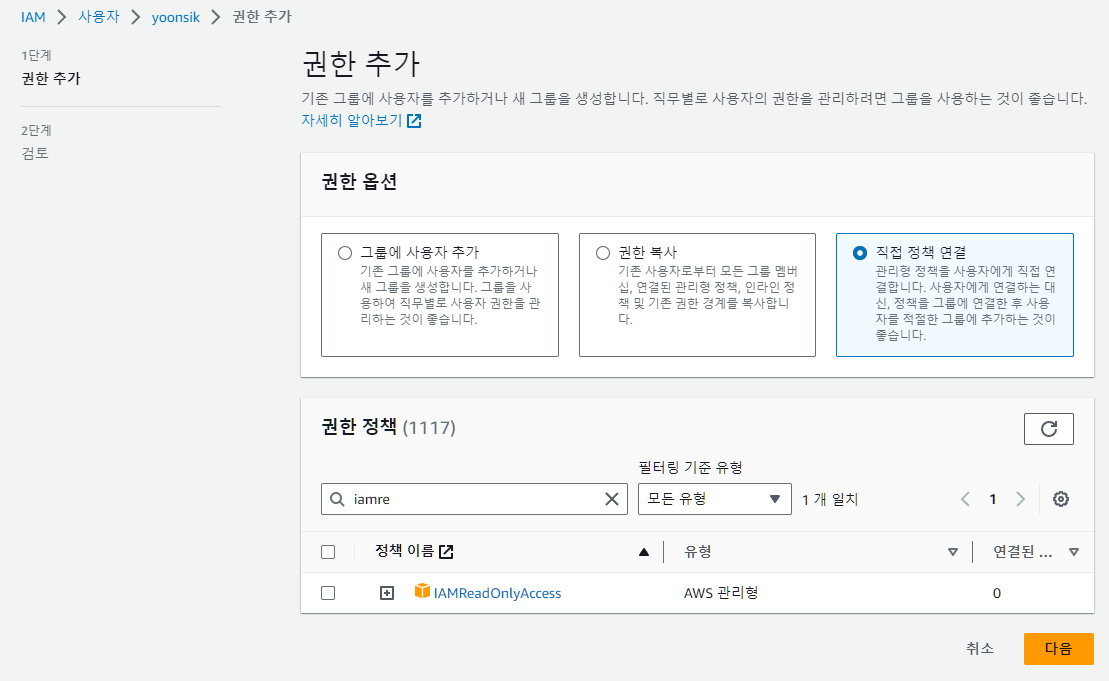 IAM > 사용자 > yoonsik > 권한 추가
1단계
권한 추가
2단계
검토
권한 추가
기존 그룹에 사용자를 추가하거나 새 그룹을 생성합니다. 직무별로 사용자의 권한을 관리하려면 그룹을 사용하는 것이 좋습니다.
자세히 알아보기
권한 옵션
그룹에 사용자 추가
기존 그룹에 사용자를 추가하거나
새 그룹을 생성합니다. 그룹을 사
용하여 직무별로 사용자 권한을 관
리하는 것이 좋습니다.
권한 복사
기존 사용자로부터 모든 그룹 멤버
십, 연결된 관리형 정책, 인라인 정
책 및 기존 권한 경계를 복사합니
다.
직접 정책 연결
관리형 정책을 사용자에게 직접 연
결합니다. 사용자에게 연결하는 대
신, 정책을 그룹에 연결한 후 사용
자를 적절한 그룹에 추가하는 것이
좋습니다.
권한 정책 (1117)
필터링 기준 유형
iamre
모든 유형
1 개 일치
1
정책 이름 유형 연결된 ...
IAMReadOnlyAccess AWS 관리형 0
취소 다음